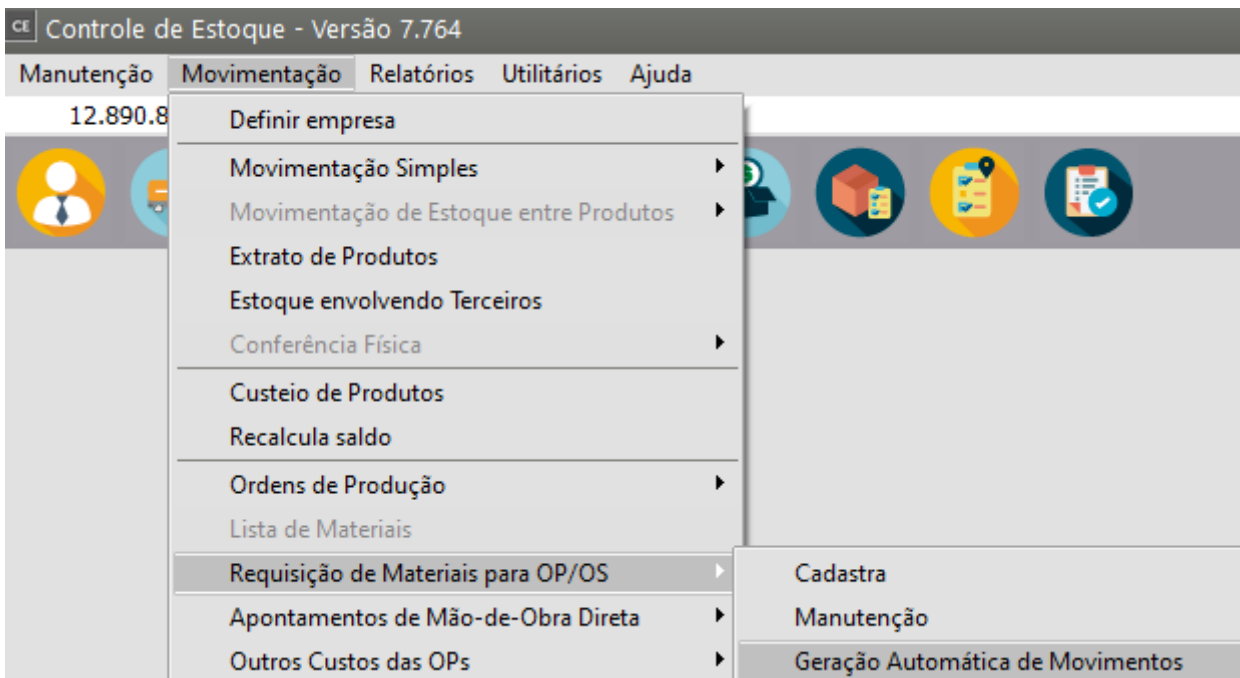 CE Controle de Estoque - Versão 7.764
Manutenção Movimentação Relatórios Utilitários Ajuda
12.890.8
Definir empresa
Movimentação Simples
Movimentação de Estoque entre Produtos
Extrato de Produtos
Estoque envolvendo Terceiros
Conferência Física
Custeio de Produtos
Recalcula saldo
Ordens de Produção
Lista de Materiais
Requisição de Materiais para OP/OS
Cadastra
Apontamentos de Mão-de-Obra Direta
Manutenção
Outros Custos das OPs
Geração Automática de Movimentos